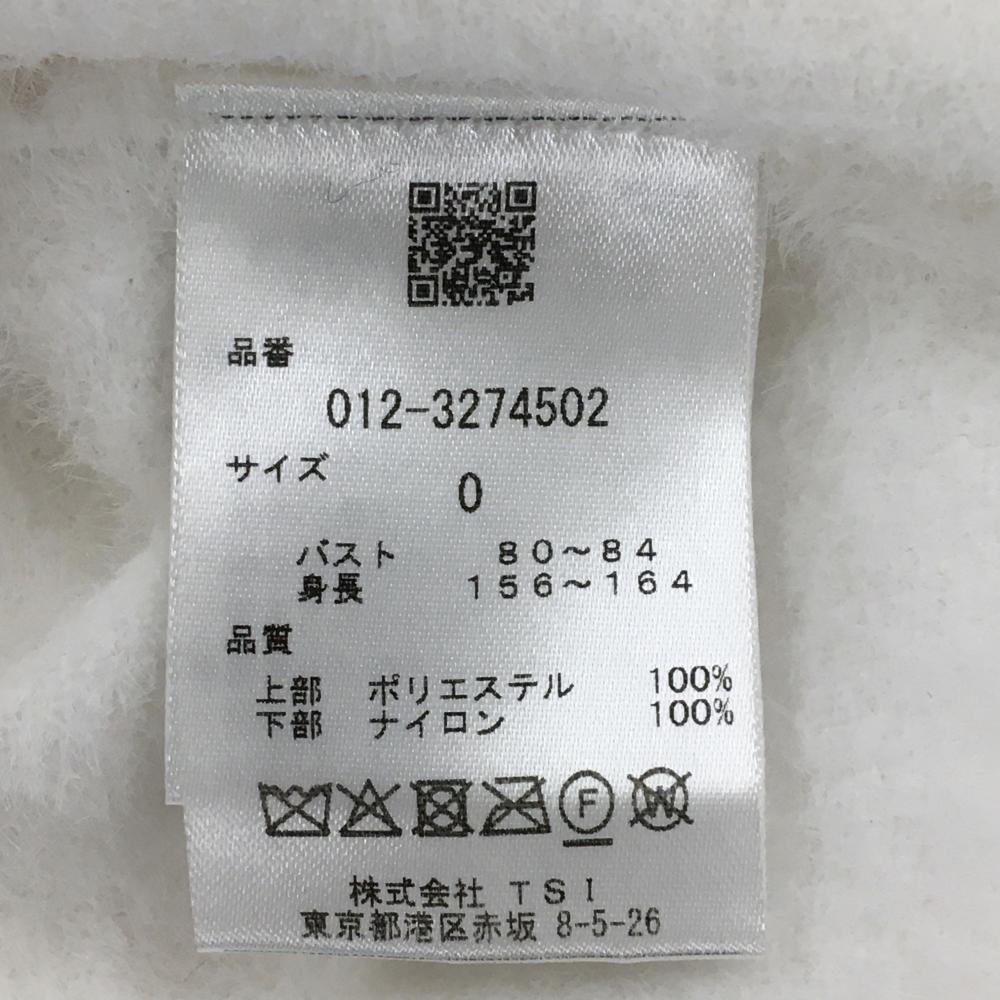 品番
012-3274502
サイズ
0
バスト 80～84
身長 156～164
品質
上部 ポリエステル 100%
下部 ナイロン 100%
F W
株式会社 TSI
東京都港区赤坂 8-5-26